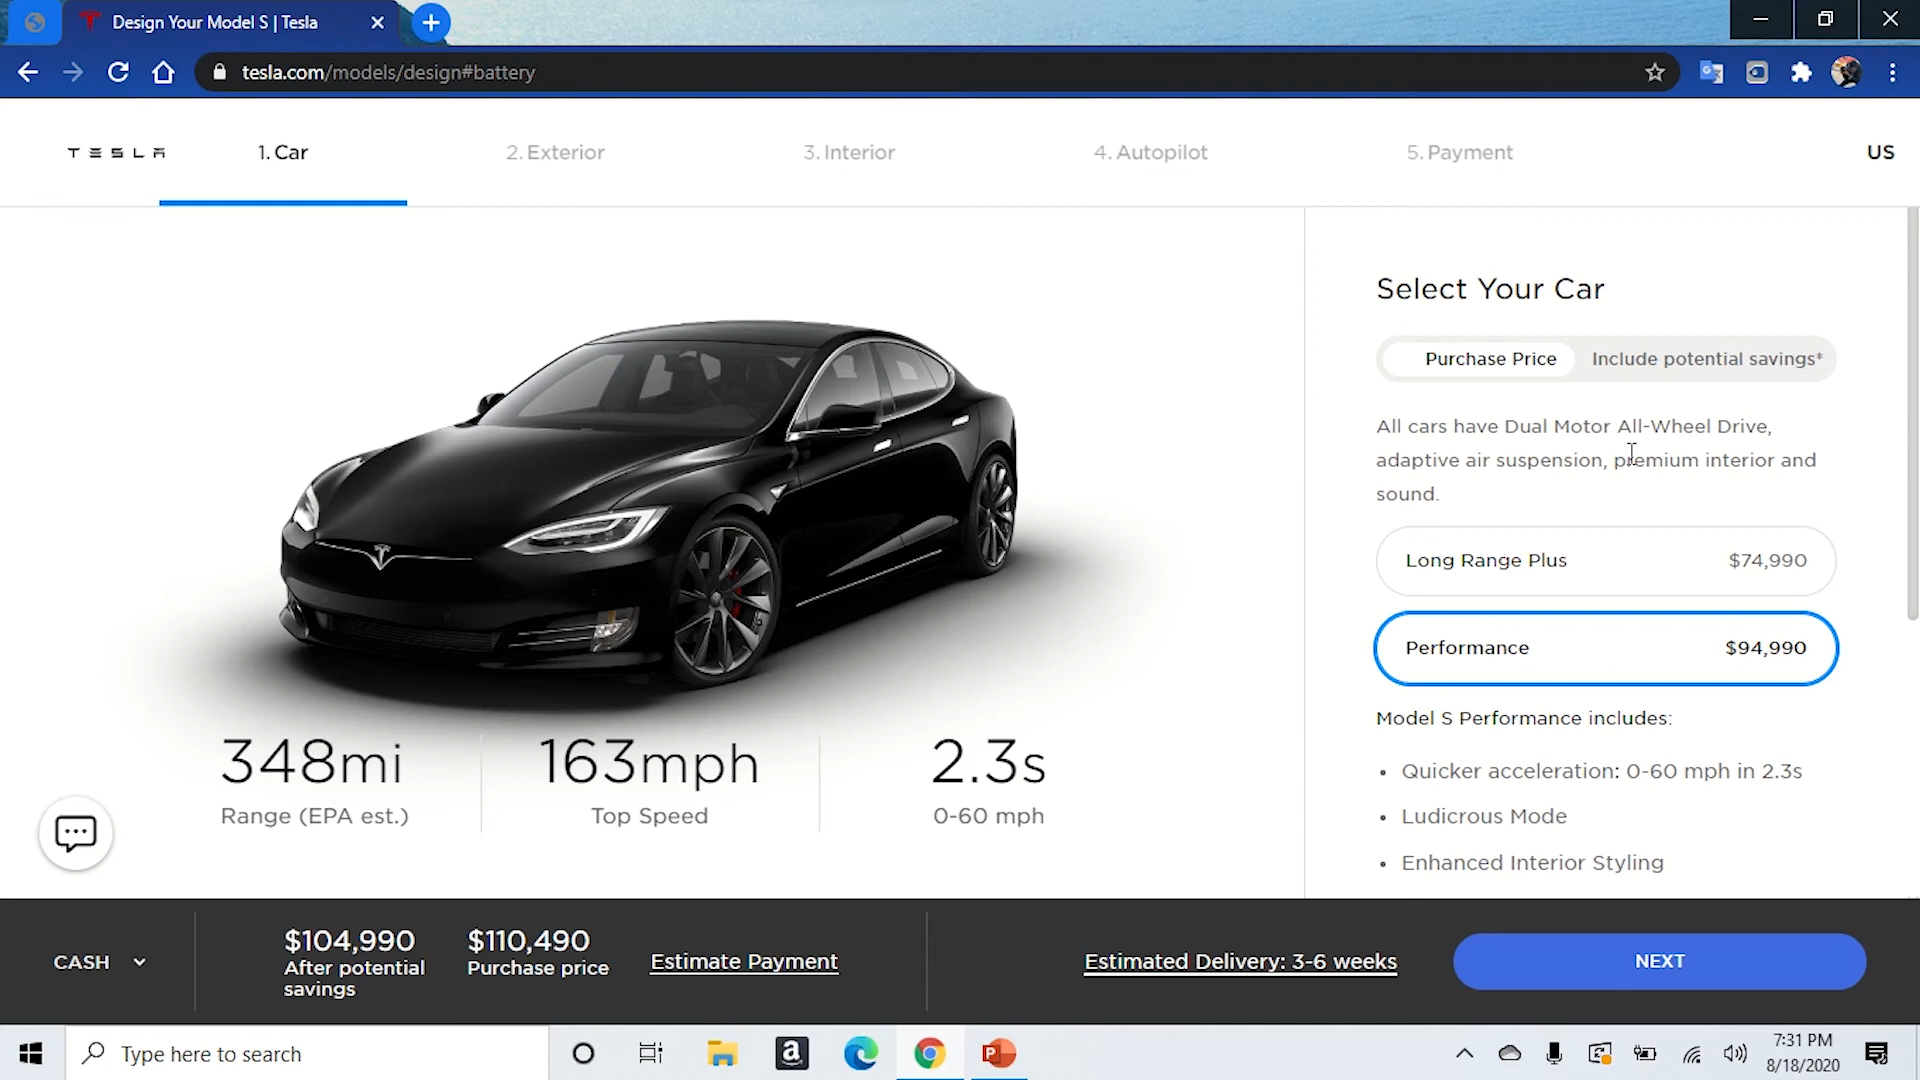 Design Your Model S | Tesla
tesla.com/models/design#battery
TESLA
1. Car
2. Exterior
3. Interior
4. Autopilot
5. Payment
US
Select Your Car
Purchase Price
Include potential savings*
All cars have Dual Motor All-Wheel Drive,
adaptive air suspension, premium interior and
sound.
Long Range Plus $74,990
Performance $94,990
Model S Performance includes:
• Quicker acceleration: 0-60 mph in 2.3s
• Ludicrous Mode
• Enhanced Interior Styling
348mi
Range (EPA est.)
163mph
Top Speed
2.3s
0-60 mph
CASH
$104,990
After potential
savings
$110,490
Purchase price
Estimate Payment
Estimated Delivery: 3-6 weeks
NEXT
Type here to search
7:31 PM
8/18/2020